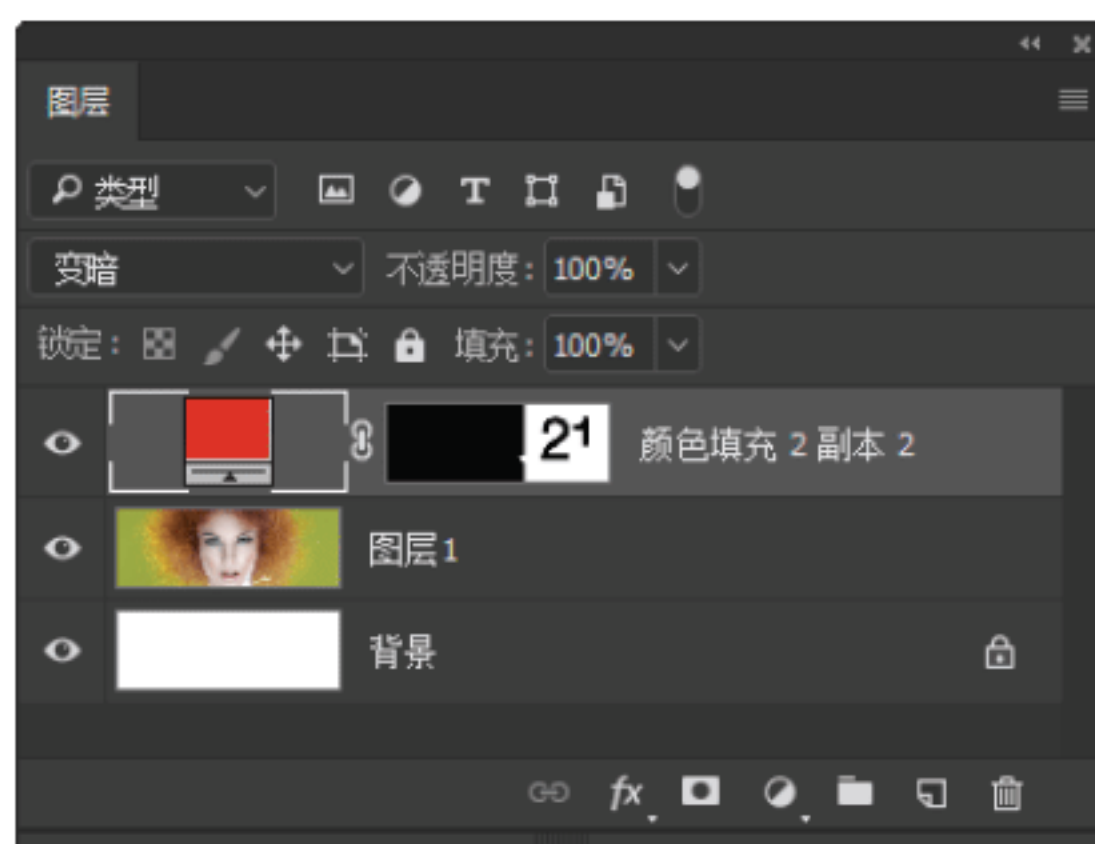 图层
类型
变暗 不透明度: 100%
锁定: 填充: 100%
21 颜色填充 2 副本 2
图层1
背景
fx